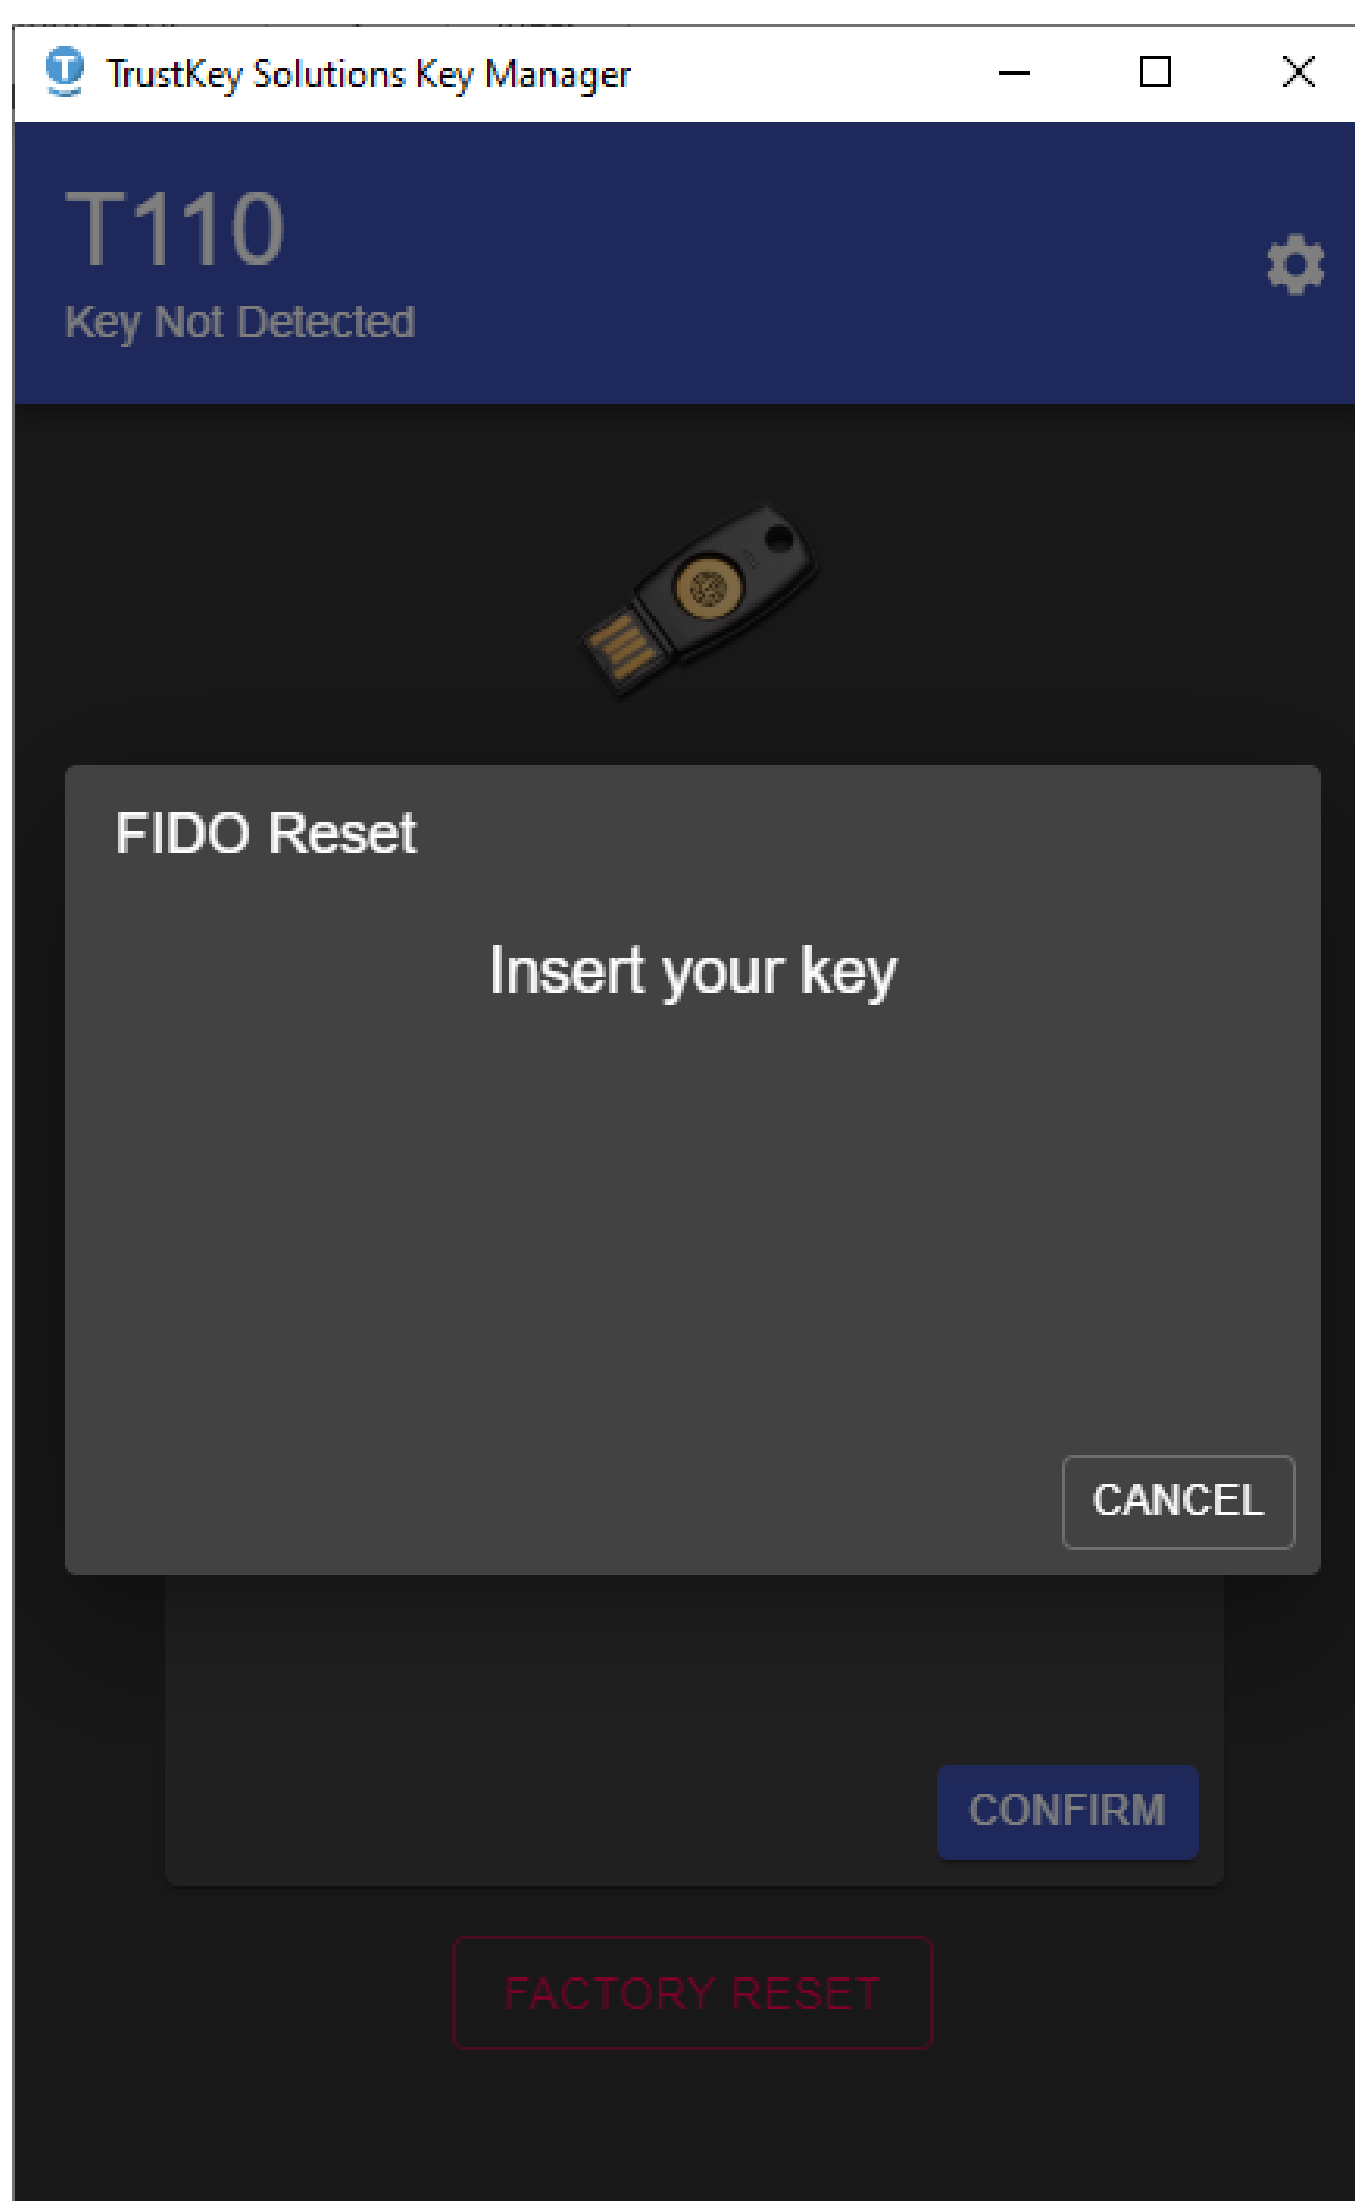 TrustKey Solutions Key Manager
T110
Key Not Detected
FIDO Reset
Insert your key
CANCEL
CONFIRM
FACTORY RESET